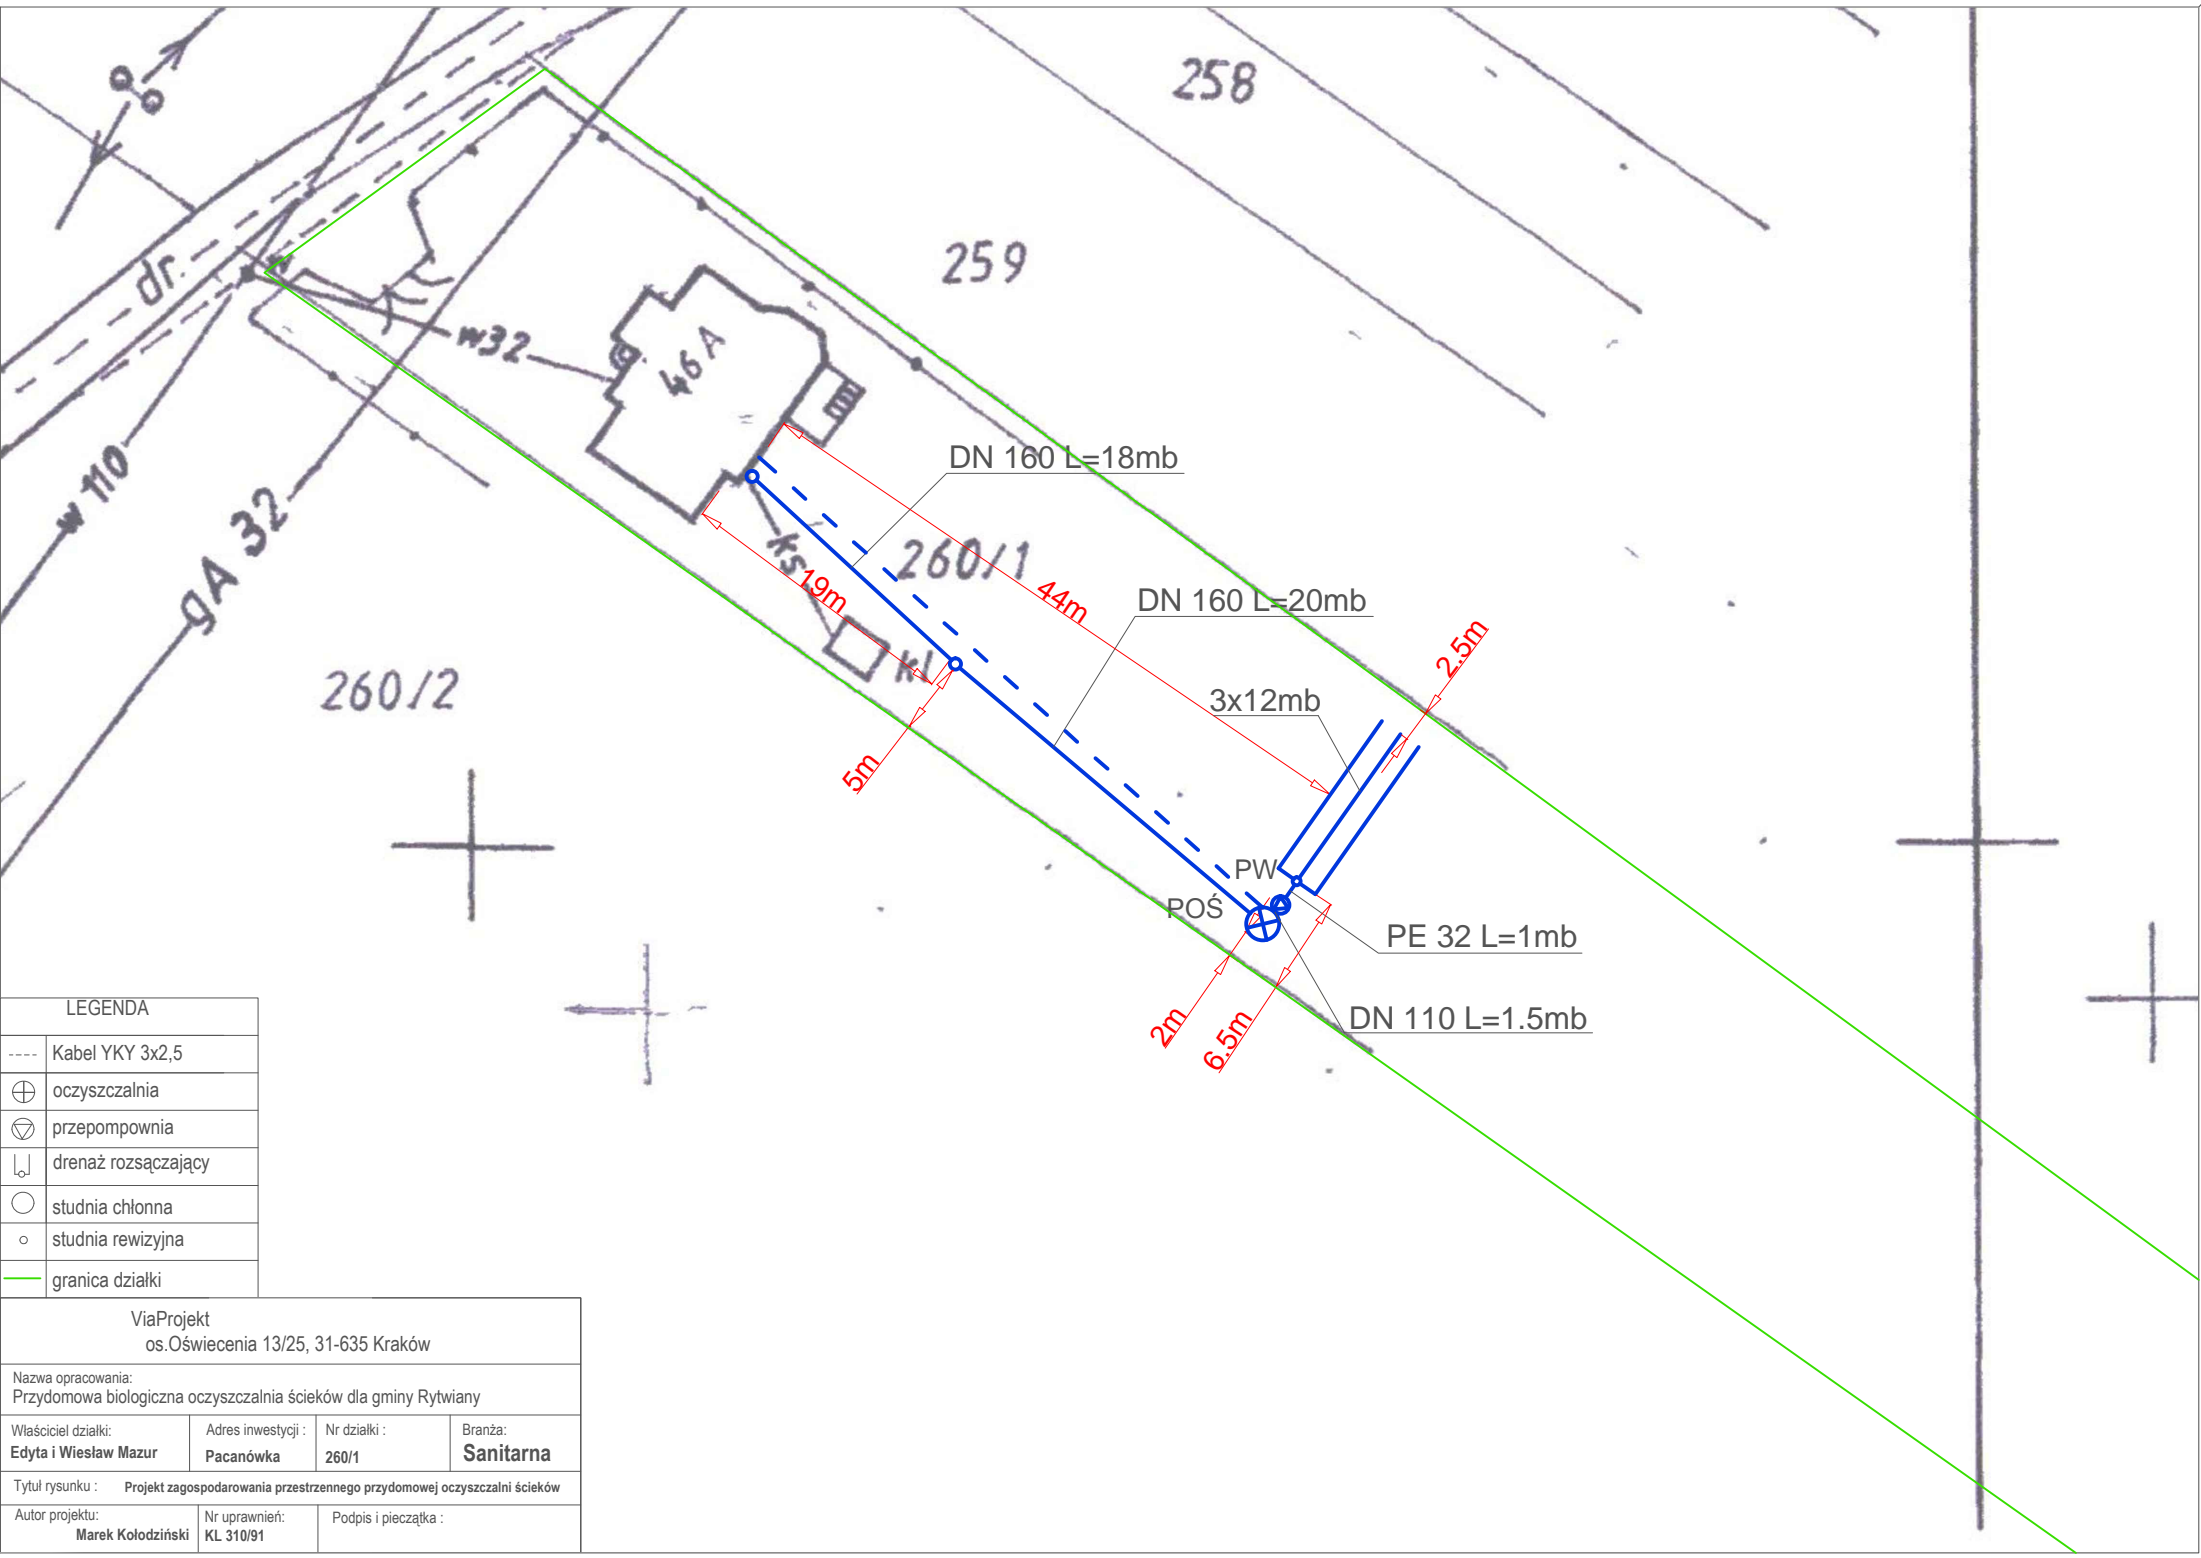 258
259
dr.
w32
46 A
w 110
gA 32
DN 160 L=18mb
ks
260/1
19m
44m
DN 160 L=20mb
2.5m
kl
260/2
3x12mb
5m
PW
POŚ
PE 32 L=1mb
2m
6.5m
DN 110 L=1.5mb
LEGENDA
Kabel YKY 3x2,5
oczyszczalnia
przepompownia
drenaż rozsączający
studnia chłonna
studnia rewizyjna
granica działki
ViaProjekt
os.Oświecenia 13/25, 31-635 Kraków
Nazwa opracowania:
Przydomowa biologiczna oczyszczalnia ścieków dla gminy Rytwiany
Właściciel działki: Adres inwestycji : Nr działki : Branża:
Edyta i Wiesław Mazur Pacanówka 260/1 Sanitarna
Tytuł rysunku : Projekt zagospodarowania przestrzennego przydomowej oczyszczalni ścieków
Autor projektu: Nr uprawnień: Podpis i pieczątka :
Marek Kołodziński KL 310/91